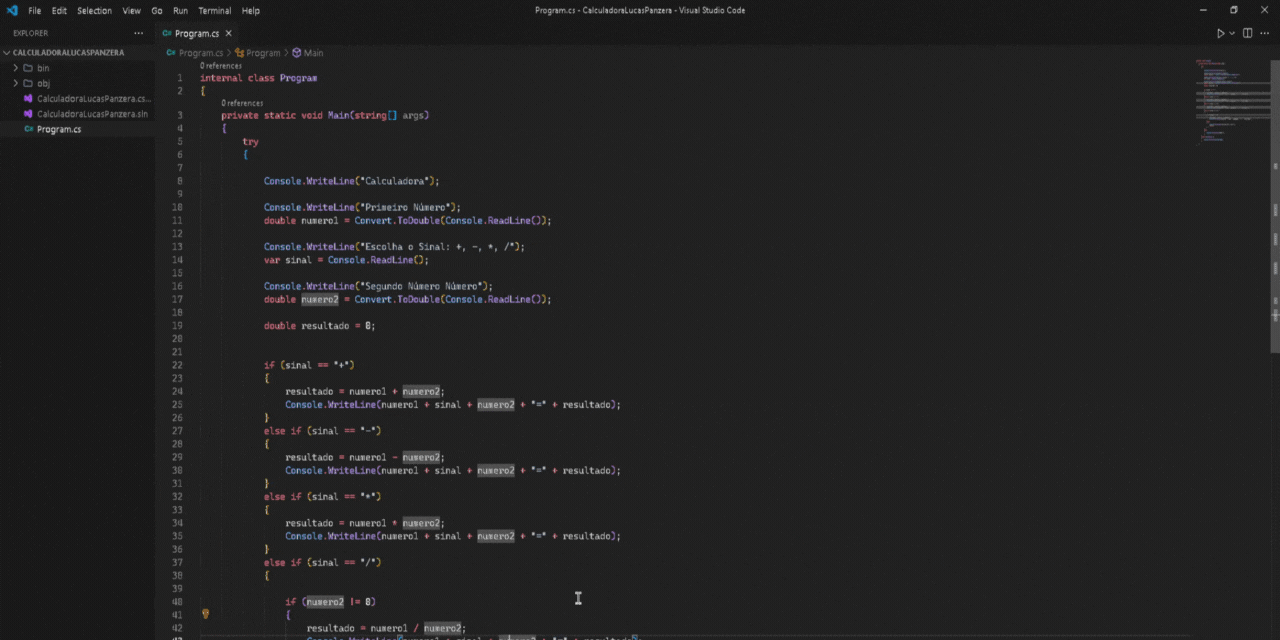 File Edit Selection View Go Run Terminal Help
Program.cs - CalculadoraLucasPanzera - Visual Studio Code
EXPLORER
CALCULADORALUCASPANZERA
bin
obj
CalculadoraLucasPanzera.cs...
CalculadoraLucasPanzera.sln
C# Program.cs
C# Program.cs
C# Program.cs > Program > Main
0 references
1 internal class Program
2 {
0 references
3 private static void Main(string[] args)
4 {
5 try
6 {
7
8 Console.WriteLine("Calculadora");
9
10 Console.WriteLine("Primeiro Número");
11 double numero1 = Convert.ToDouble(Console.ReadLine());
12
13 Console.WriteLine("Escolha o Sinal: +, -, *, /");
14 var sinal = Console.ReadLine();
15
16 Console.WriteLine("Segundo Número Número");
17 double numero2 = Convert.ToDouble(Console.ReadLine());
18
19 double resultado = 0;
20
21
22 if (sinal == "+")
23 {
24 resultado = numero1 + numero2;
25 Console.WriteLine(numero1 + sinal + numero2 + "=" + resultado);
26 }
27 else if (sinal == "-")
28 {
29 resultado = numero1 - numero2;
30 Console.WriteLine(numero1 + sinal + numero2 + "=" + resultado);
31 }
32 else if (sinal == "*")
33 {
34 resultado = numero1 * numero2;
35 Console.WriteLine(numero1 + sinal + numero2 + "=" + resultado);
36 }
37 else if (sinal == "/")
38 {
39
40 if (numero2 != 0)
41 {
42 resultado = numero1 / numero2;